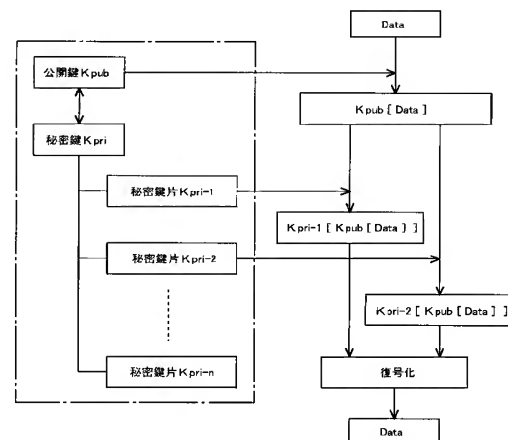 Data
公開鍵Kpub
Kpub [ Data ]
秘密鍵Kpri
秘密鍵片Kpri-1
Kpri-1 [ Kpub [ Data ] ]
秘密鍵片Kpri-2
Kpri-2 [ Kpub [ Data ] ]
秘密鍵片Kpri-n
復号化
Data